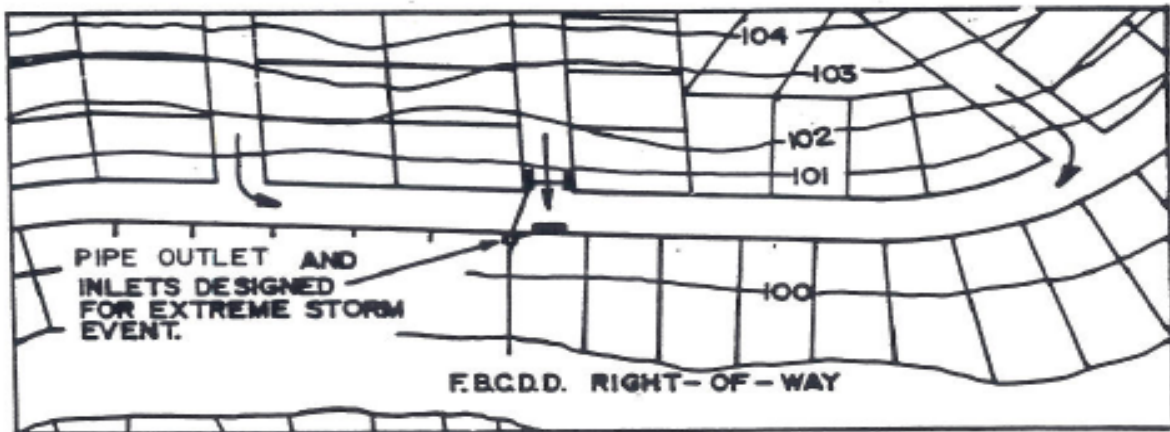 104
103
102
101
PIPE OUTLET AND
INLETS DESIGNED
FOR EXTREME STORM
EVENT.
100
F.B.C.D.D. RIGHT-OF-WAY